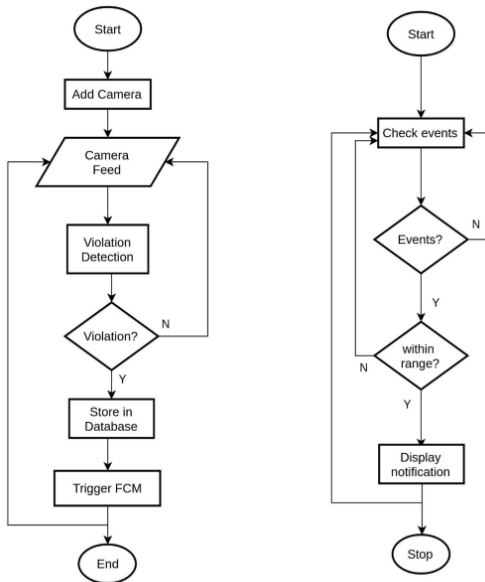 Start
Add Camera
Camera
Feed
Violation
Detection
Violation?
N
Y
Store in
Database
Trigger FCM
End
Start
Check events
Events?
N
Y
within
range?
N
Y
Display
notification
Stop